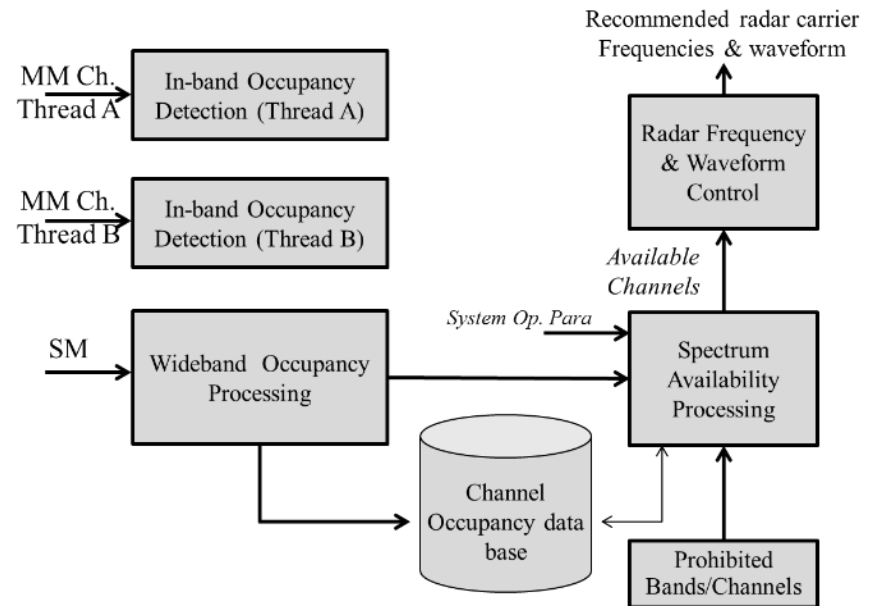 Recommended radar carrier
Frequencies & waveform
MM Ch.
Thread A
In-band Occupancy
Detection (Thread A)
Radar Frequency
& Waveform
Control
MM Ch.
Thread B
In-band Occupancy
Detection (Thread B)
Available
Channels
System Op. Para
SM
Wideband Occupancy
Processing
Spectrum
Availability
Processing
Channel
Occupancy data
base
Prohibited
Bands/Channels